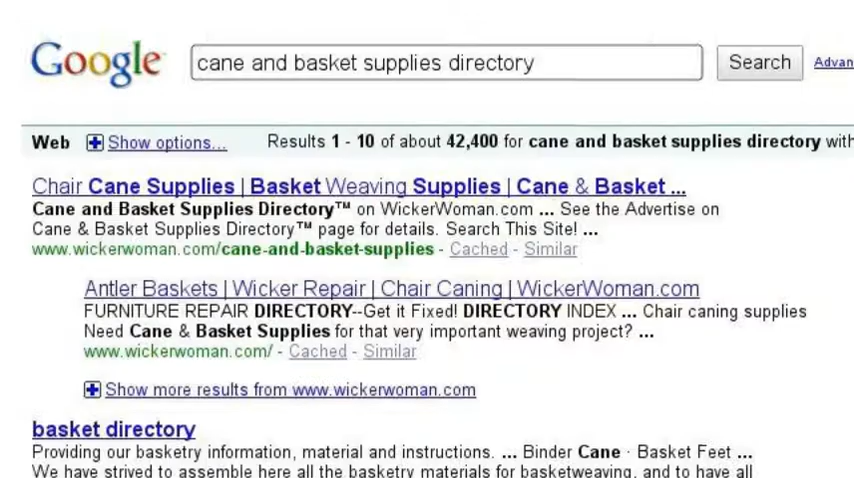 Google cane and basket supplies directory Search Advan
Web Show options... Results 1 - 10 of about 42,400 for cane and basket supplies directory with
Chair Cane Supplies | Basket Weaving Supplies | Cane & Basket ...
Cane and Basket Supplies Directory™ on WickerWoman.com ... See the Advertise on
Cane & Basket Supplies Directory™ page for details. Search This Site! ...
www.wickerwoman.com/cane-and-basket-supplies - Cached - Similar
Antler Baskets | Wicker Repair | Chair Caning | WickerWoman.com
FURNITURE REPAIR DIRECTORY--Get it Fixed! DIRECTORY INDEX ... Chair caning supplies
Need Cane & Basket Supplies for that very important weaving project? ...
www.wickerwoman.com/ - Cached - Similar
Show more results from www.wickerwoman.com
basket directory
Providing our basketry information, material and instructions. ... Binder Cane · Basket Feet ...
We have strived to assemble here all the basketry materials for basketweaving, and to have all